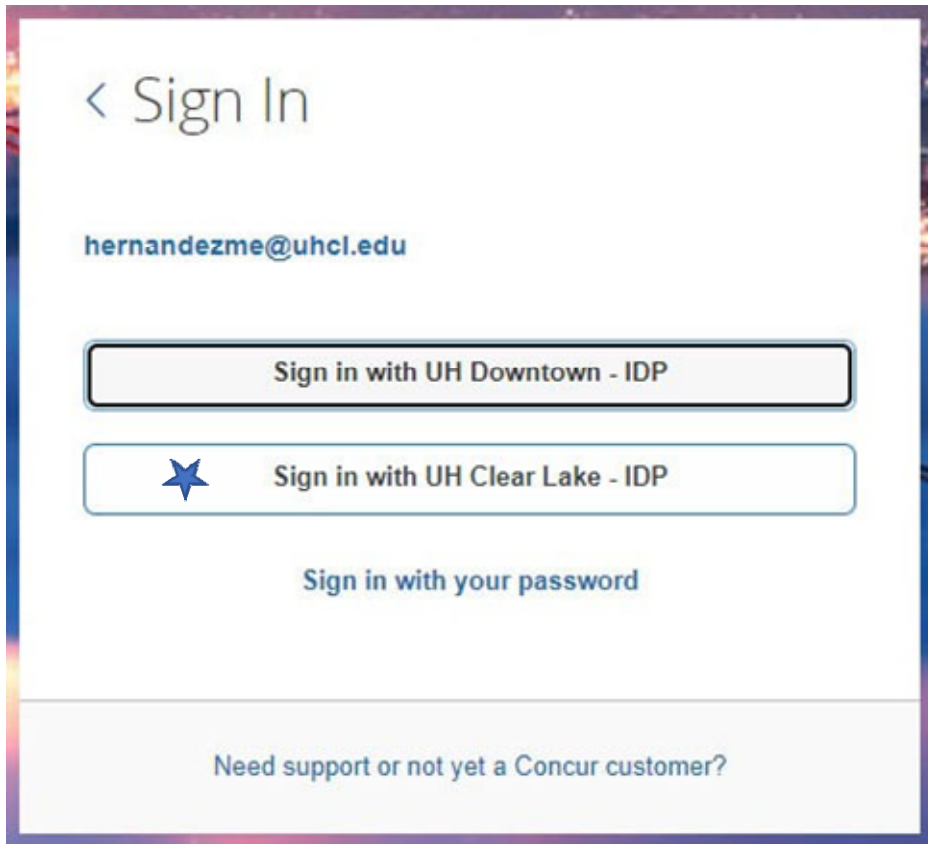 Sign In
hernandezme@uhcl.edu
Sign in with UH Downtown - IDP
Sign in with UH Clear Lake - IDP
Sign in with your password
Need support or not yet a Concur customer?